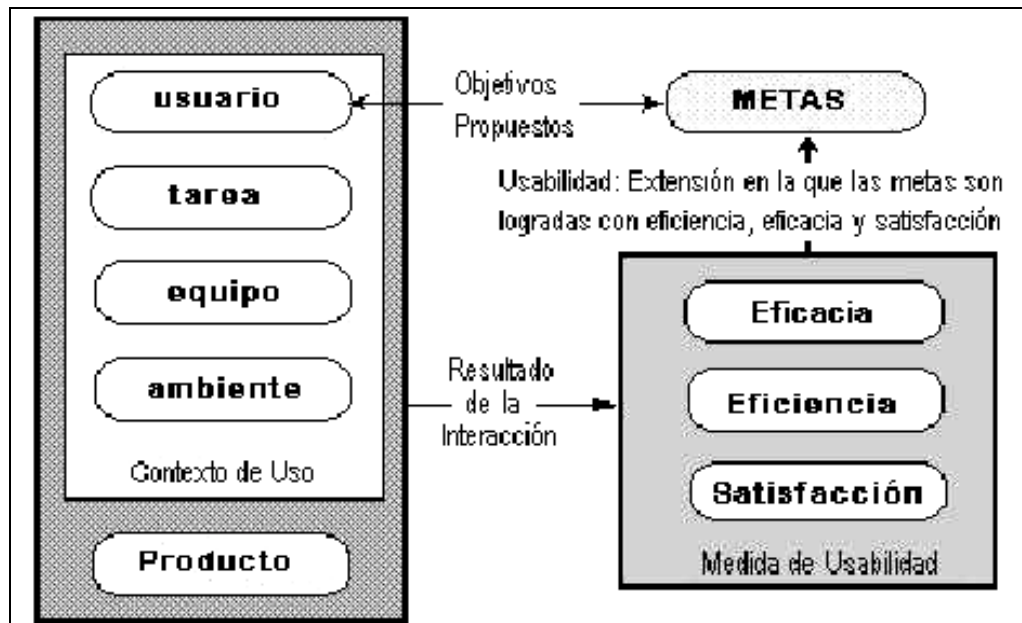 usuario
tarea
equipo
ambiente
Contexto de Uso
Producto
Objetivos
Propuestos
METAS
Usabilidad: Extensión en la que las metas son
logradas con eficiencia, eficacia y satisfacción
Resultado
de la
Interacción
Eficacia
Eficiencia
Satisfacción
Medida de Usabilidad